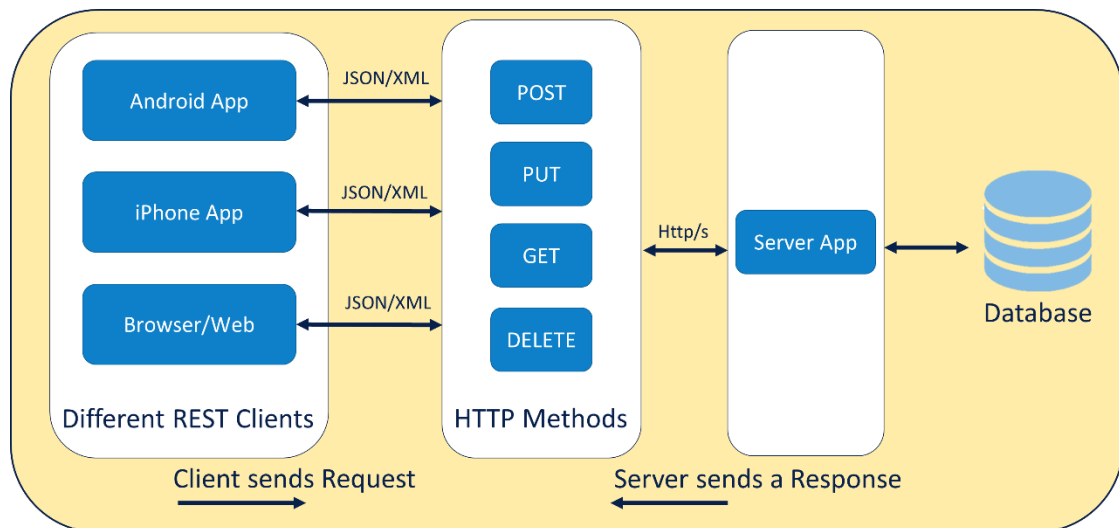 Android App
iPhone App
Browser/Web
Different REST Clients
JSON/XML
JSON/XML
JSON/XML
POST
PUT
GET
DELETE
HTTP Methods
Http/s
Server App
Database
Client sends Request
Server sends a Response